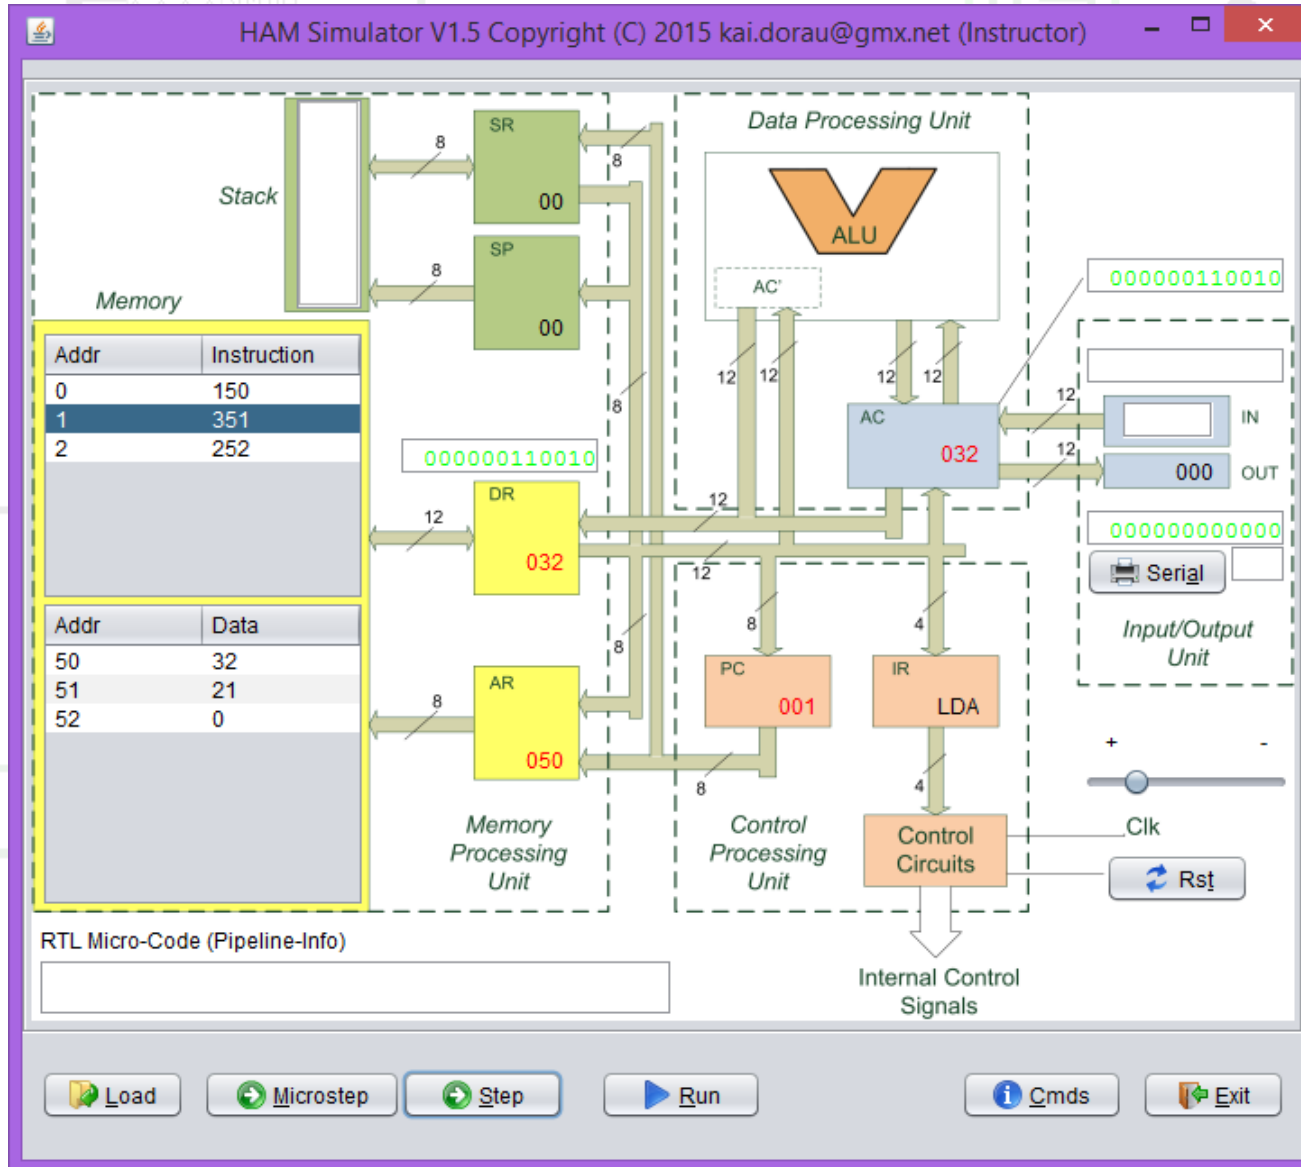 HAM Simulator V1.5 Copyright (C) 2015 kai.dorau@gmx.net (Instructor)
Stack
8
8
SR
00
SP
00
8
8
8
Memory
Addr Instruction
0 150
1 351
2 252
Addr Data
50 32
51 21
52 0
000000110010
12
DR
032
8
AR
050
Memory
Processing
Unit
Data Processing Unit
ALU
AC'
12
12
12
12
AC
032
000000110010
12
12
12
12
IN
000
OUT
000000000000
Serial
Input/Output
Unit
8
PC
001
8
4
IR
LDA
4
Control
Processing
Unit
Control
Circuits
+ -
Clk
Rst
Internal Control
Signals
RTL Micro-Code (Pipeline-Info)
Load
Microstep
Step
Run
Cmds
Exit